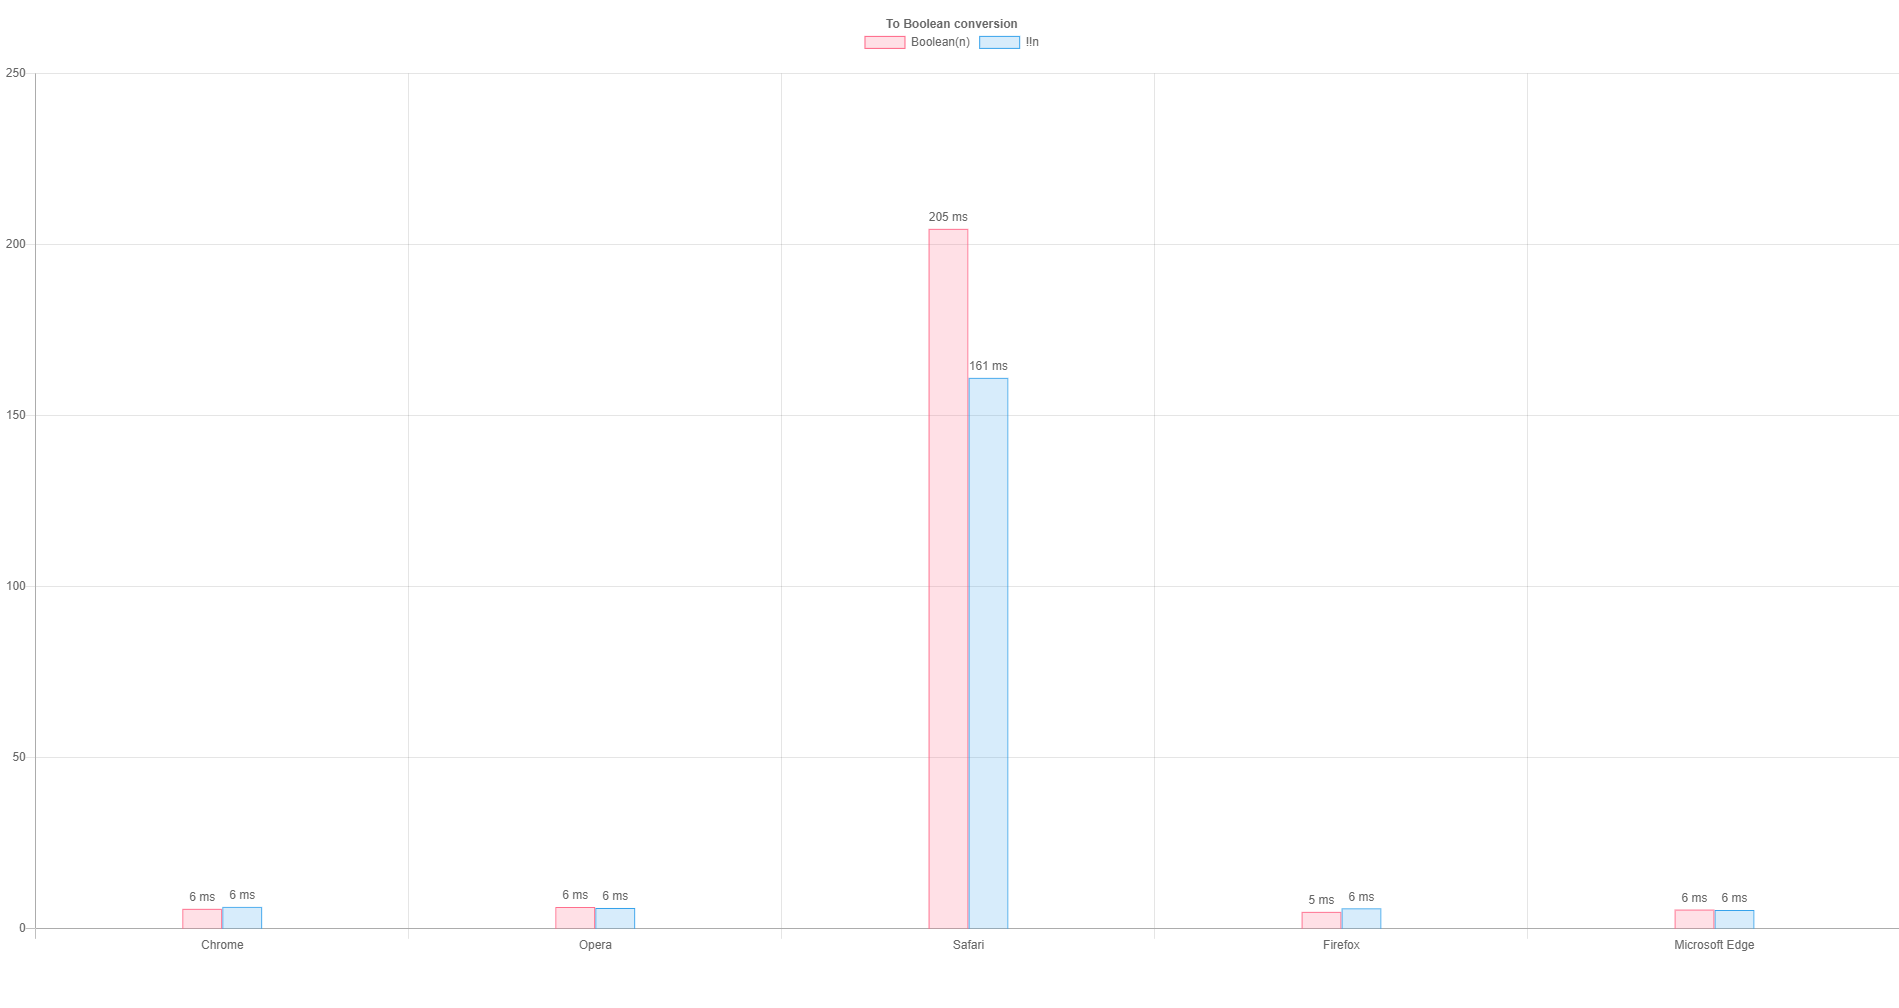 To Boolean conversion
Boolean(n) !!n
250
200
150
100
50
0
205 ms
161 ms
6 ms 6 ms
6 ms 6 ms
5 ms 6 ms
6 ms 6 ms
Chrome Opera Safari Firefox Microsoft Edge